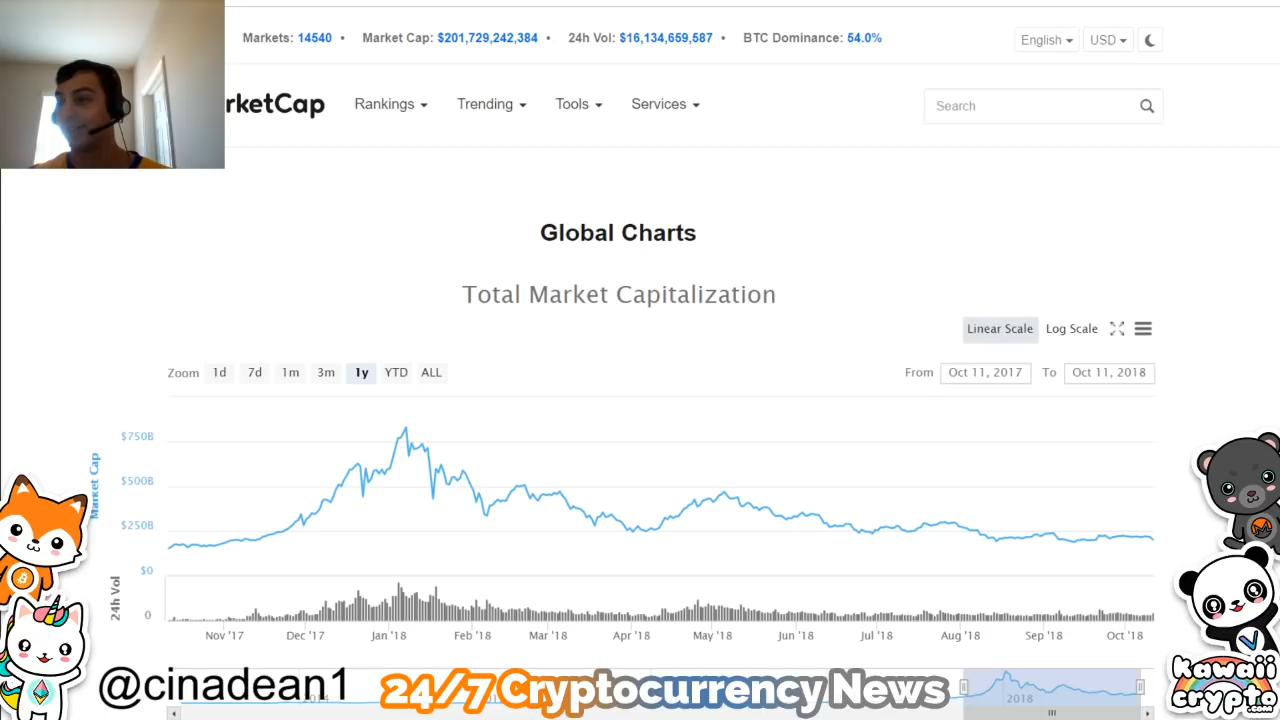 Markets: 14540 • Market Cap: $201,729,242,384 • 24h Vol: $16,134,659,587 • BTC Dominance: 54.0% English USD
rketCap Rankings Trending Tools Services Search
Global Charts
Total Market Capitalization
Linear Scale Log Scale
Zoom 1d 7d 1m 3m 1y YTD ALL From Oct 11, 2017 To Oct 11, 2018
$750B
$500B
$250B
$0
Market Cap
24h Vol
0
Nov '17 Dec '17 Jan '18 Feb '18 Mar '18 Apr '18 May '18 Jun '18 Jul '18 Aug '18 Sep '18 Oct '18
2014 2018
@cinadean1
24/7 Cryptocurrency News
kawaii
crypto
.com